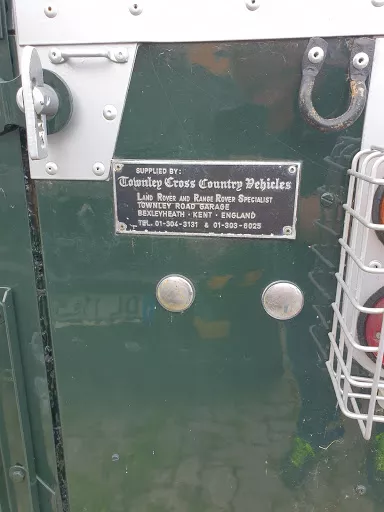 SUPPLIED BY:
Townley Cross Country Vehicles
LAND ROVER AND RANGE ROVER SPECIALIST
TOWNLEY ROAD GARAGE
BEXLEYHEATH · KENT · ENGLAND
TEL. 01-304-3131 & 01-303-6025